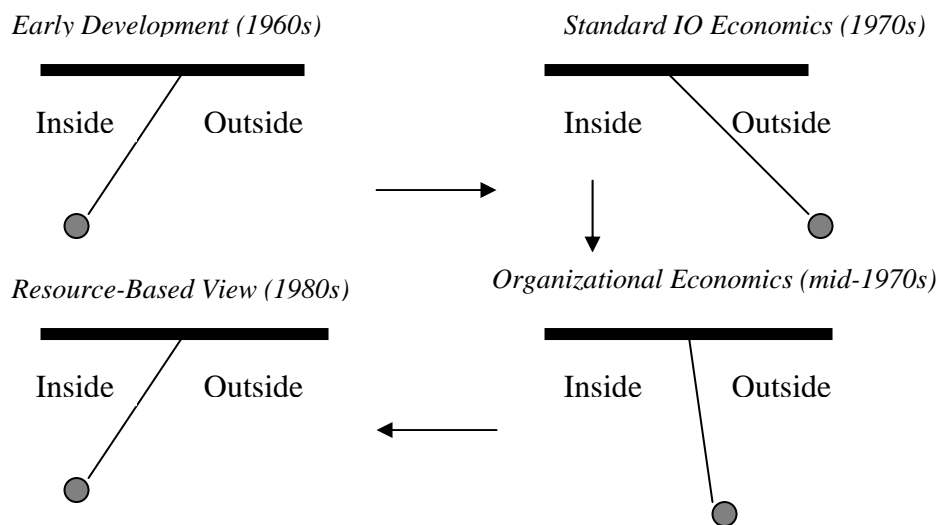 Early Development (1960s)
Standard IO Economics (1970s)
Inside Outside
Inside Outside
Resource-Based View (1980s)
Organizational Economics (mid-1970s)
Inside Outside
Inside Outside